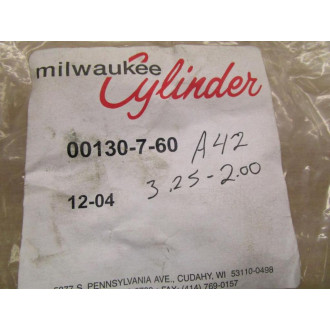 milwaukee
Cylinder
00130-7-60 A42
12-04 3.25-2.00
S. PENNSYLVANIA AVE., CUDAHY, WI 53110-0498
FAX: (414) 769-0157